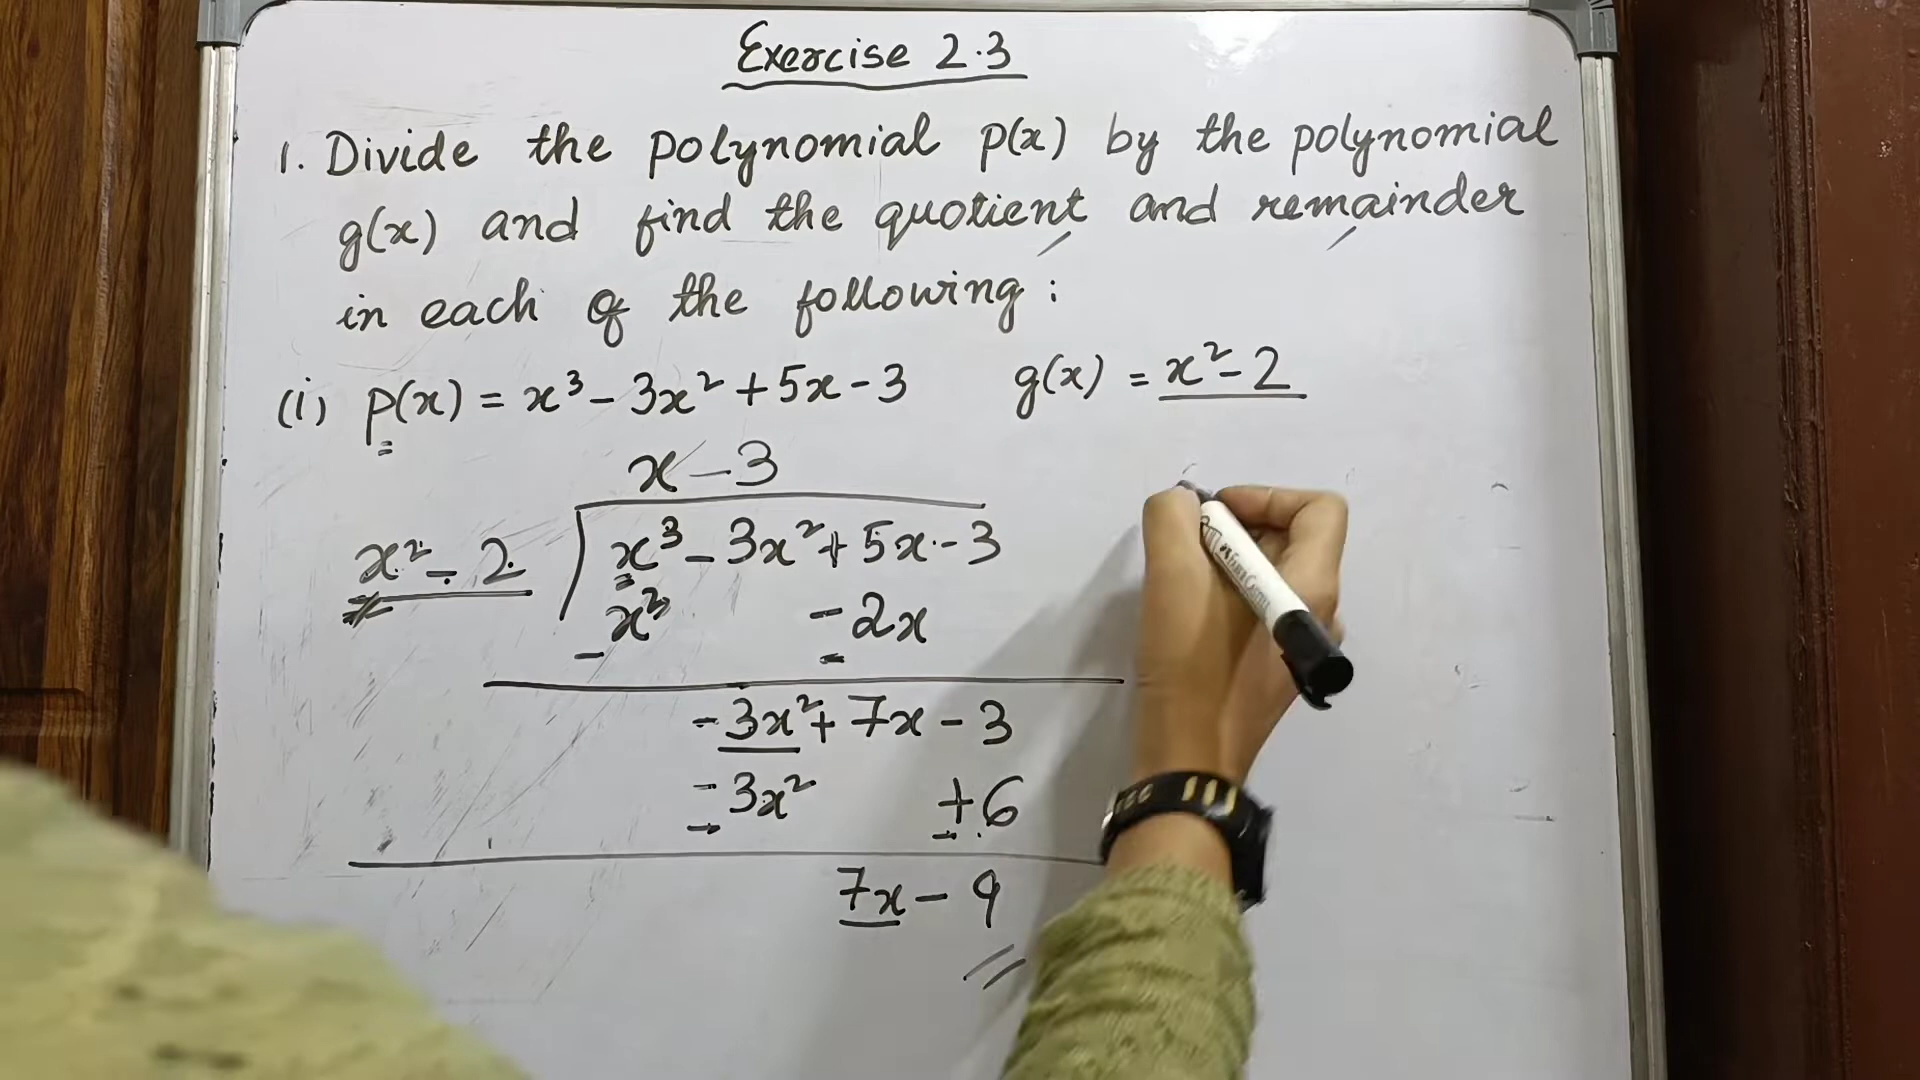 Exercise 2.3
1. Divide the polynomial p(x) by the polynomial
g(x) and find the quotient and remainder
in each of the following :
(i) p(x) = x³ - 3x² + 5x - 3 g(x) = x² - 2
x - 3
x² - 2 x³ - 3x² + 5x - 3
x³ - 2x
-3x² + 7x - 3
-3x² + 6
7x - 9